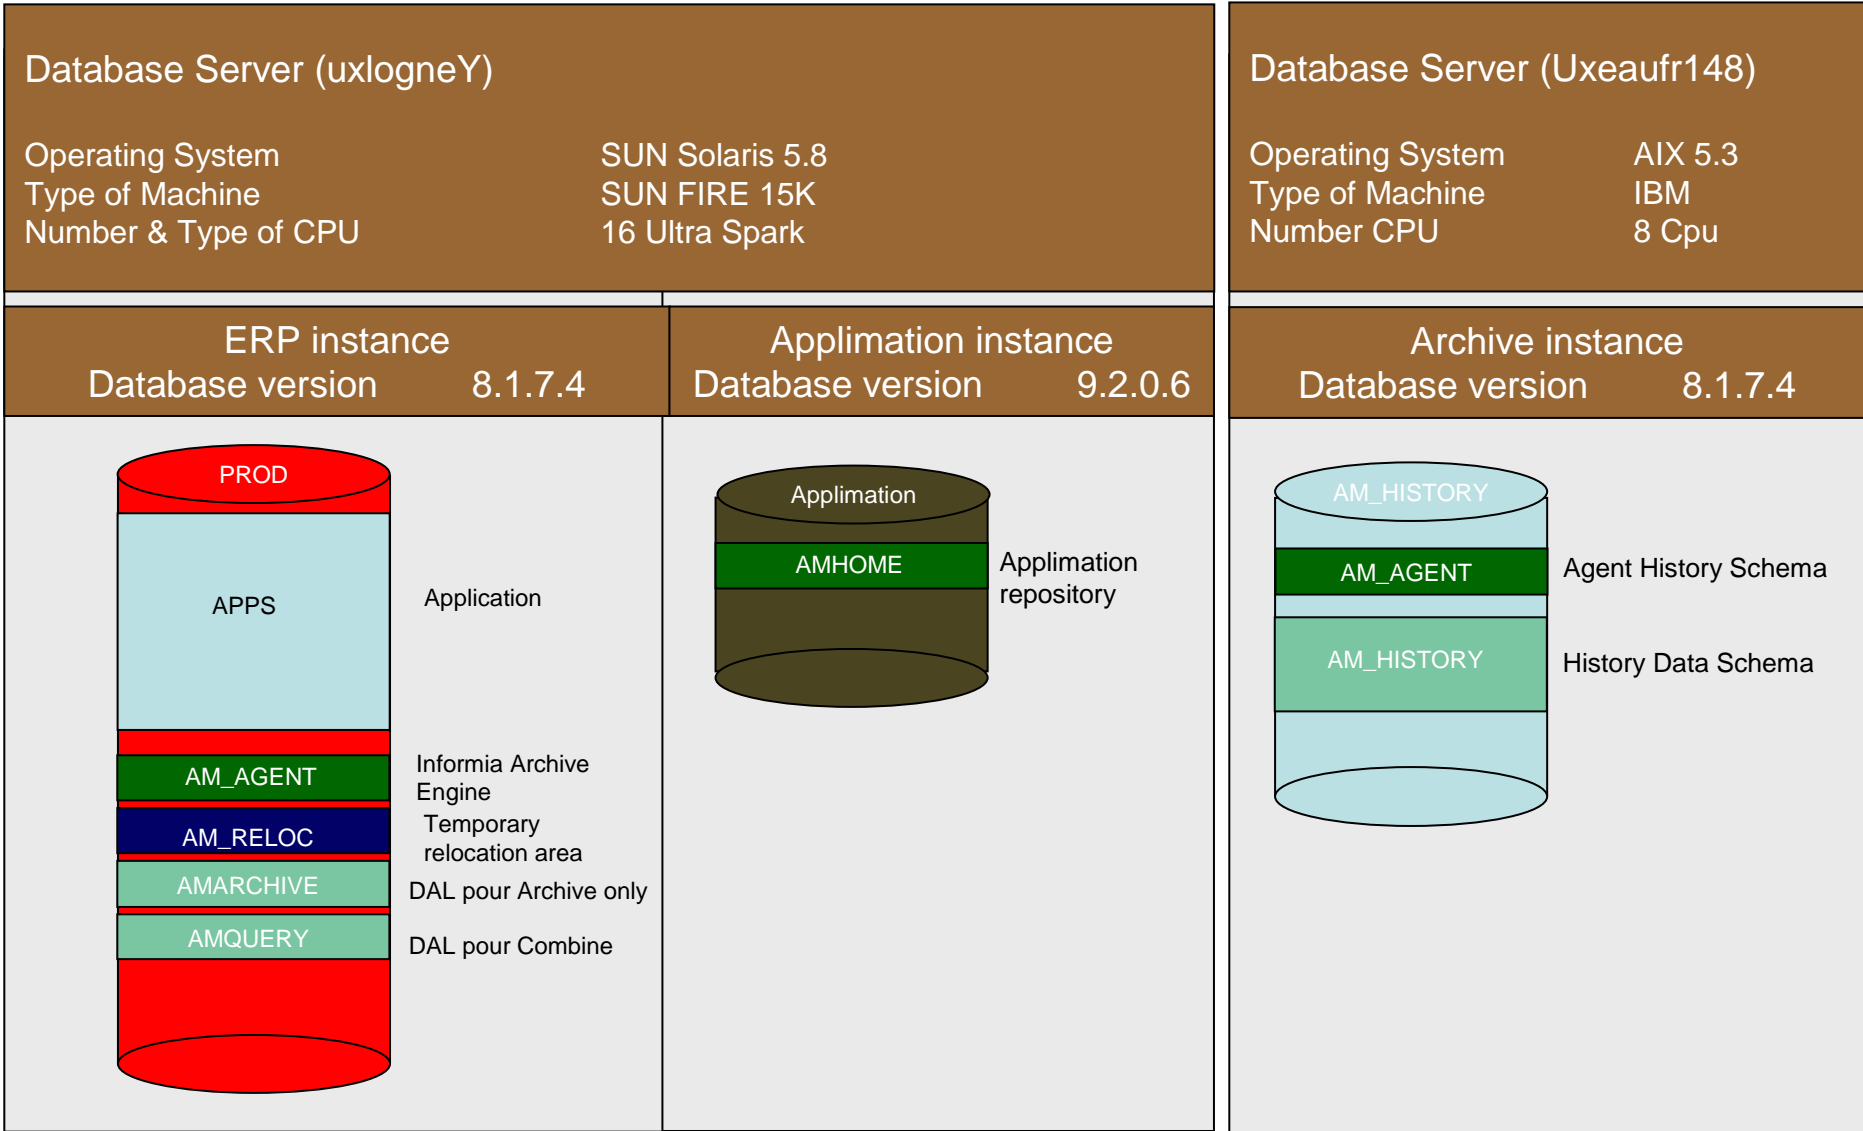 Database Server (uxlogneY)
Operating System SUN Solaris 5.8
Type of Machine SUN FIRE 15K
Number & Type of CPU 16 Ultra Spark
Database Server (Uxeaufr148)
Operating System AIX 5.3
Type of Machine IBM
Number CPU 8 Cpu
ERP instance
Database version 8.1.7.4
Applimation instance
Database version 9.2.0.6
Archive instance
Database version 8.1.7.4
PROD
APPS
Application
AM_AGENT
Informia Archive
Engine
AM_RELOC
Temporary
relocation area
AMARCHIVE
DAL pour Archive only
AMQUERY
DAL pour Combine
Applimation
AMHOME
Applimation
repository
AM_HISTORY
AM_AGENT
Agent History Schema
AM_HISTORY
History Data Schema